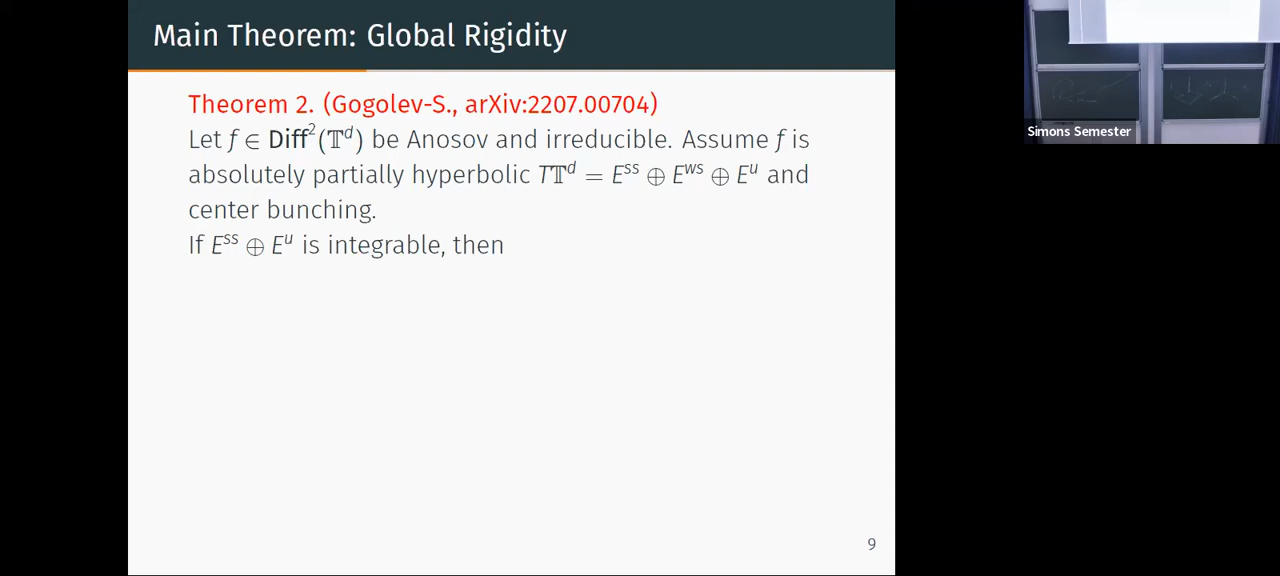 Main Theorem: Global Rigidity
Theorem 2. (Gogolev-S., arXiv:2207.00704)
Let f ∈ Diff²(𝕋ᵈ) be Anosov and irreducible. Assume f is
absolutely partially hyperbolic T𝕋ᵈ = Eˢˢ ⊕ Eʷˢ ⊕ Eᵘ and
center bunching.
If Eˢˢ ⊕ Eᵘ is integrable, then
9
Simons Semester